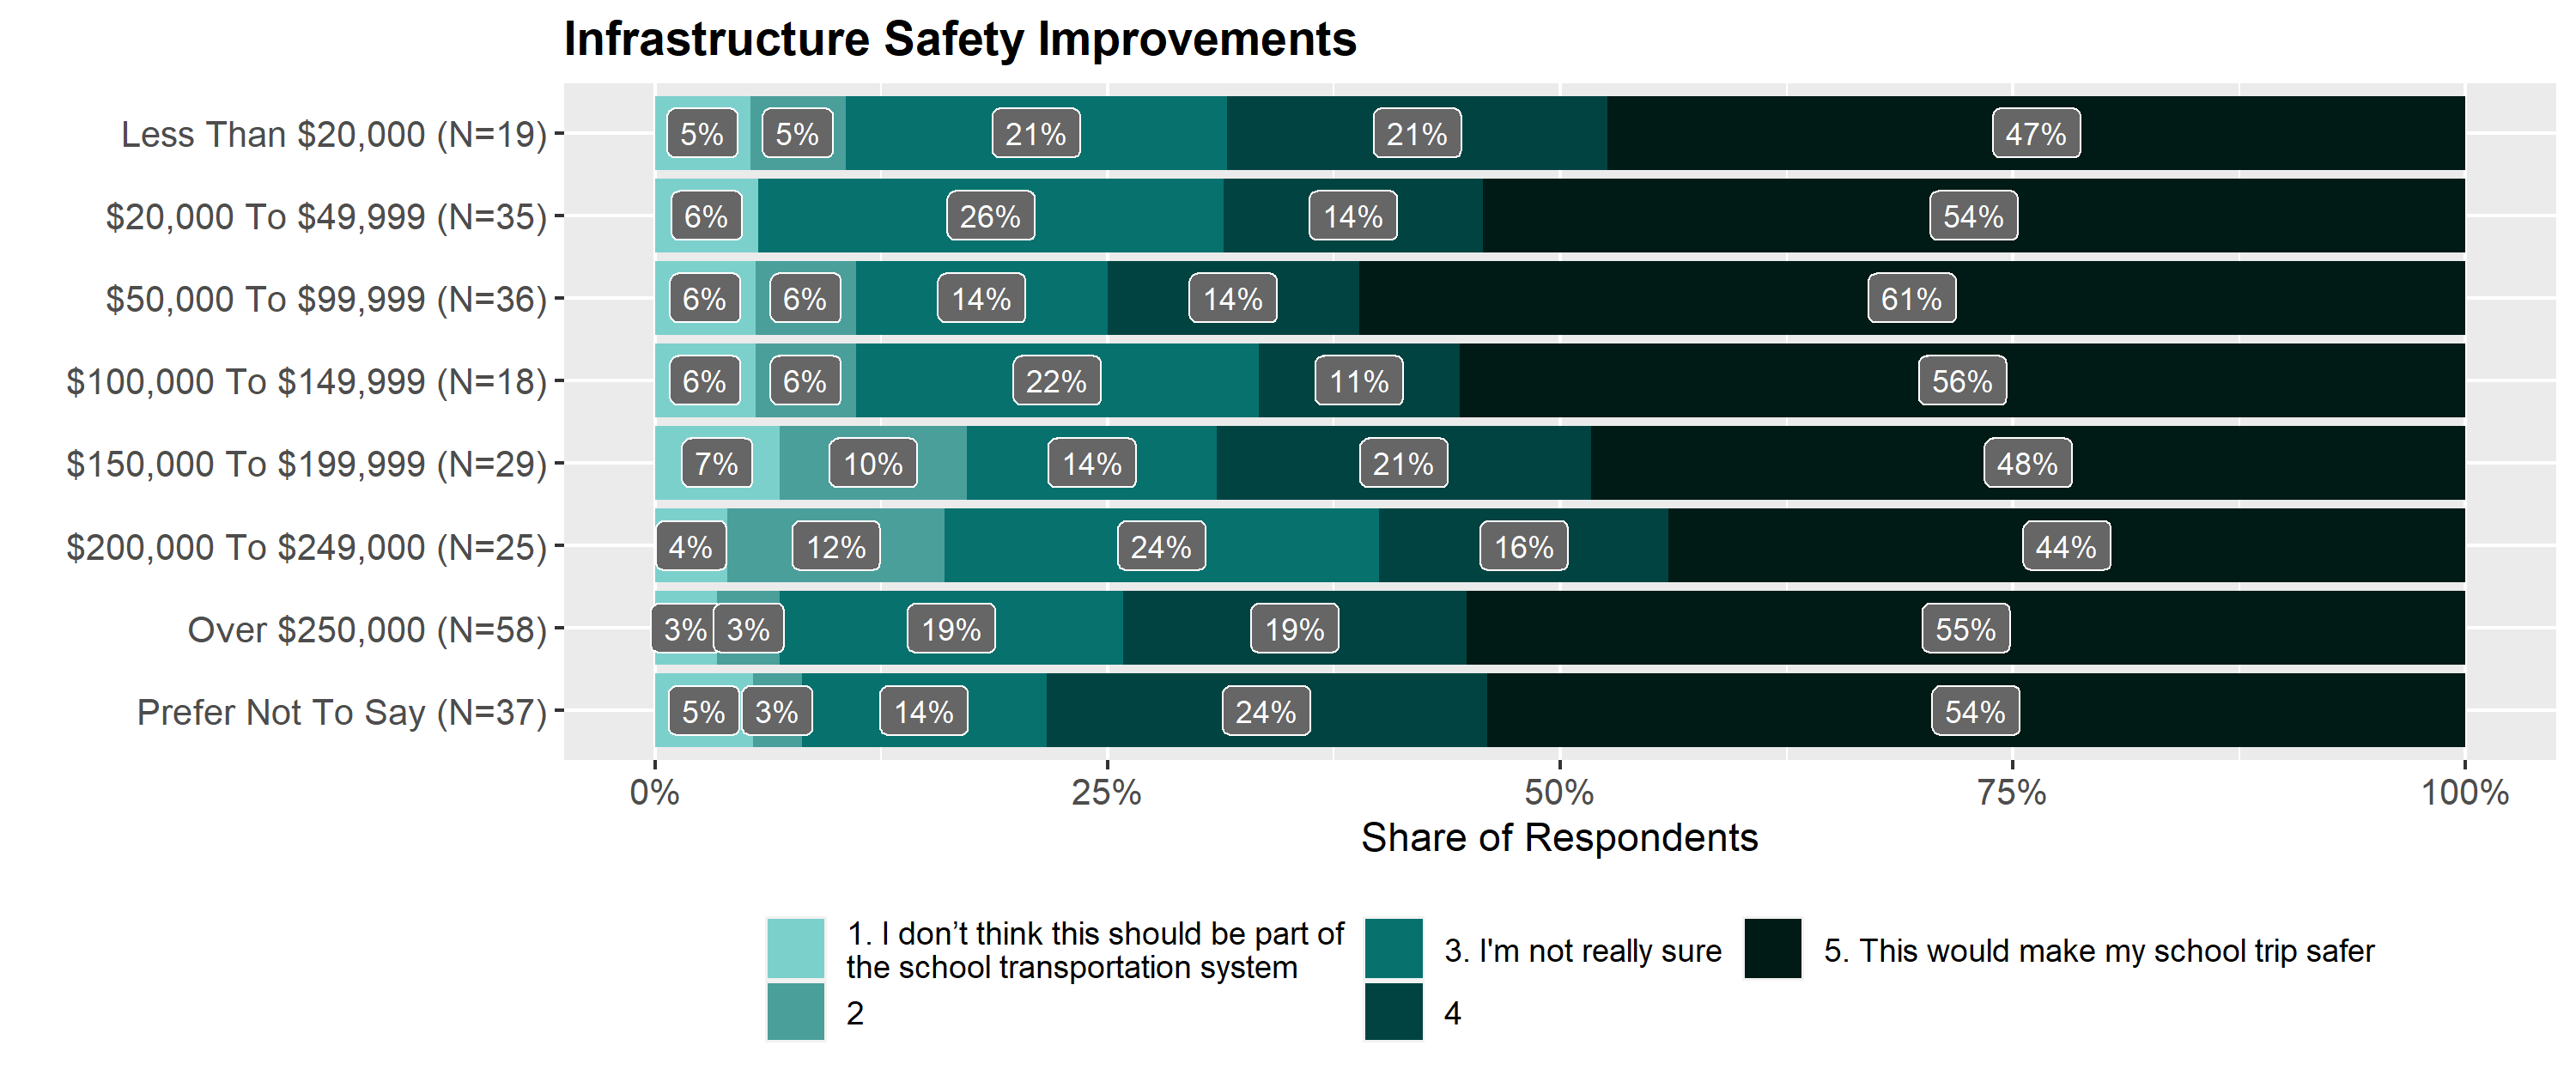 Infrastructure Safety Improvements
Less Than $20,000 (N=19) 5% 5% 21% 21% 47%
$20,000 To $49,999 (N=35) 6% 26% 14% 54%
$50,000 To $99,999 (N=36) 6% 6% 14% 14% 61%
$100,000 To $149,999 (N=18) 6% 6% 22% 11% 56%
$150,000 To $199,999 (N=29) 7% 10% 14% 21% 48%
$200,000 To $249,000 (N=25) 4% 12% 24% 16% 44%
Over $250,000 (N=58) 3% 3% 19% 19% 55%
Prefer Not To Say (N=37) 5% 3% 14% 24% 54%
0% 25% 50% 75% 100%
Share of Respondents
1. I don’t think this should be part of
the school transportation system
2
3. I'm not really sure
4
5. This would make my school trip safer